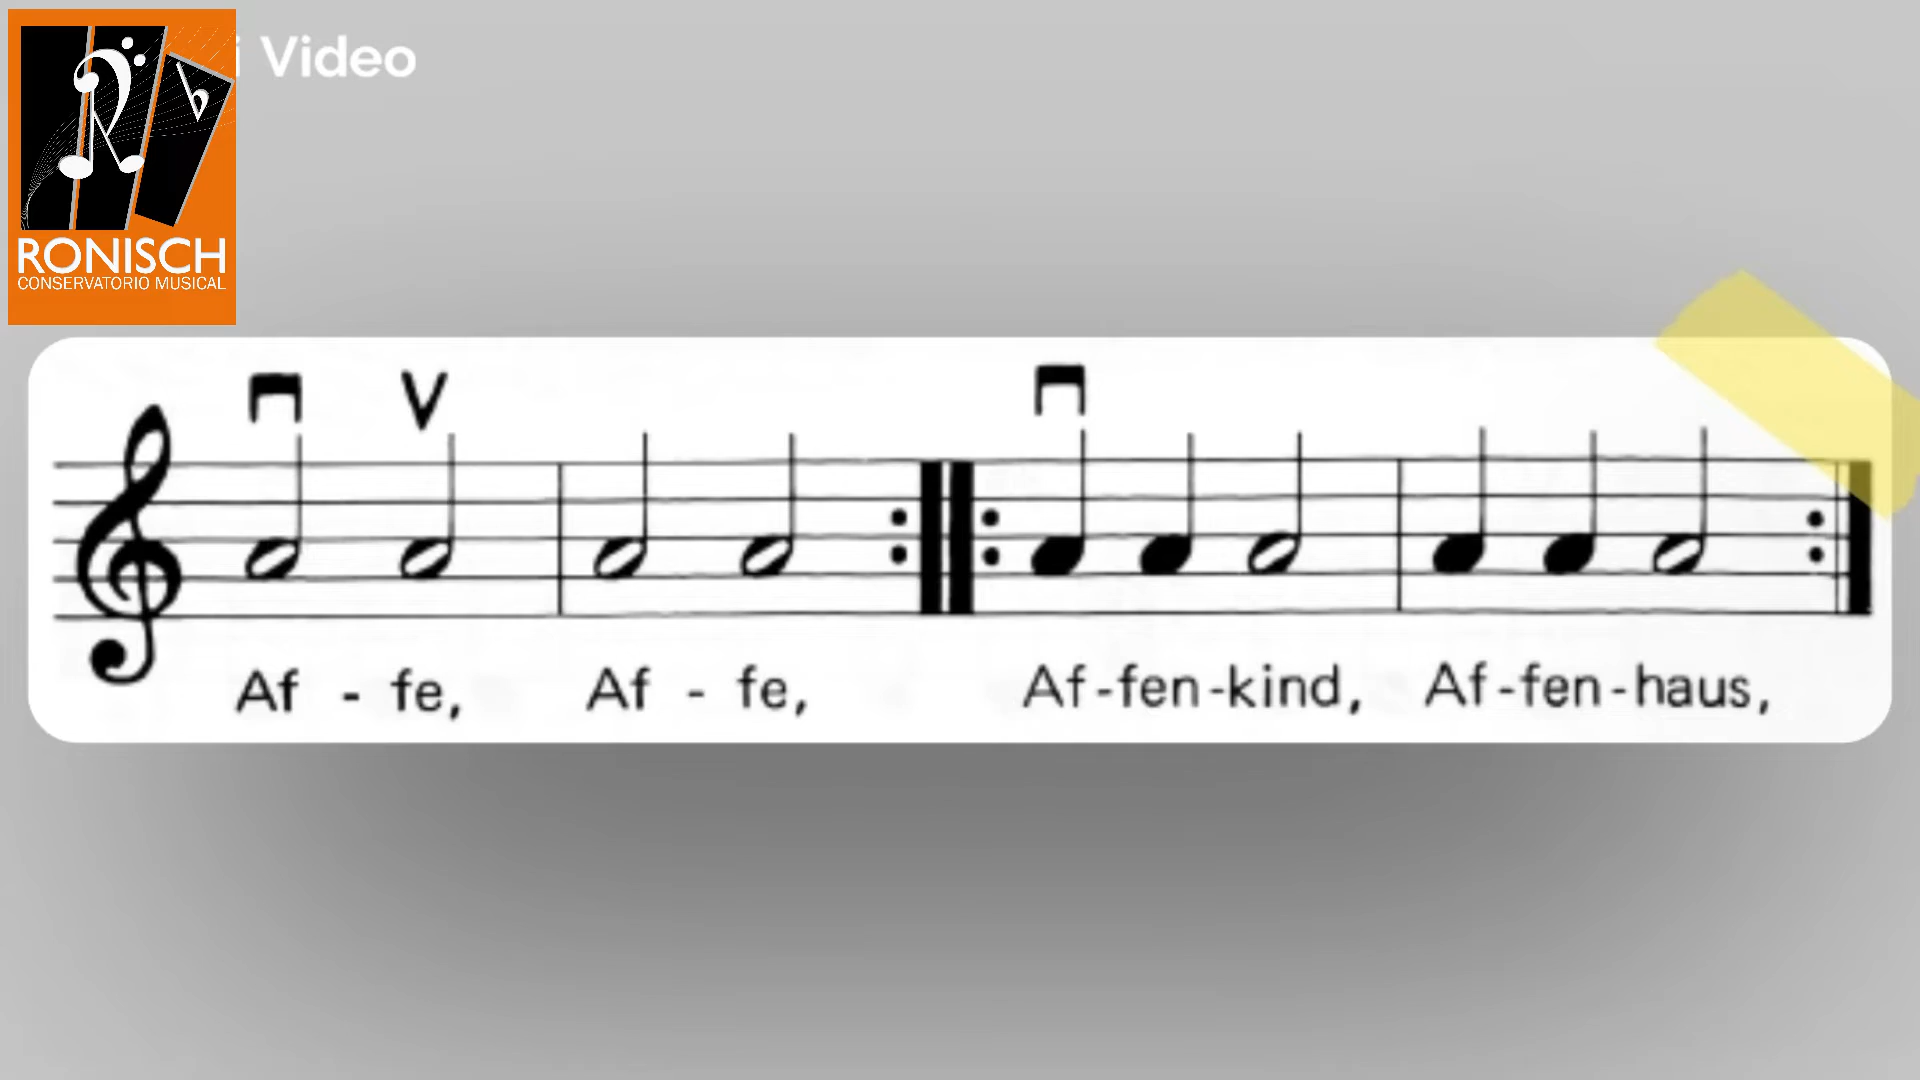 i Video
RONISCH
CONSERVATORIO MUSICAL
Af - fe, Af - fe, Af-fen-kind, Af-fen-haus,